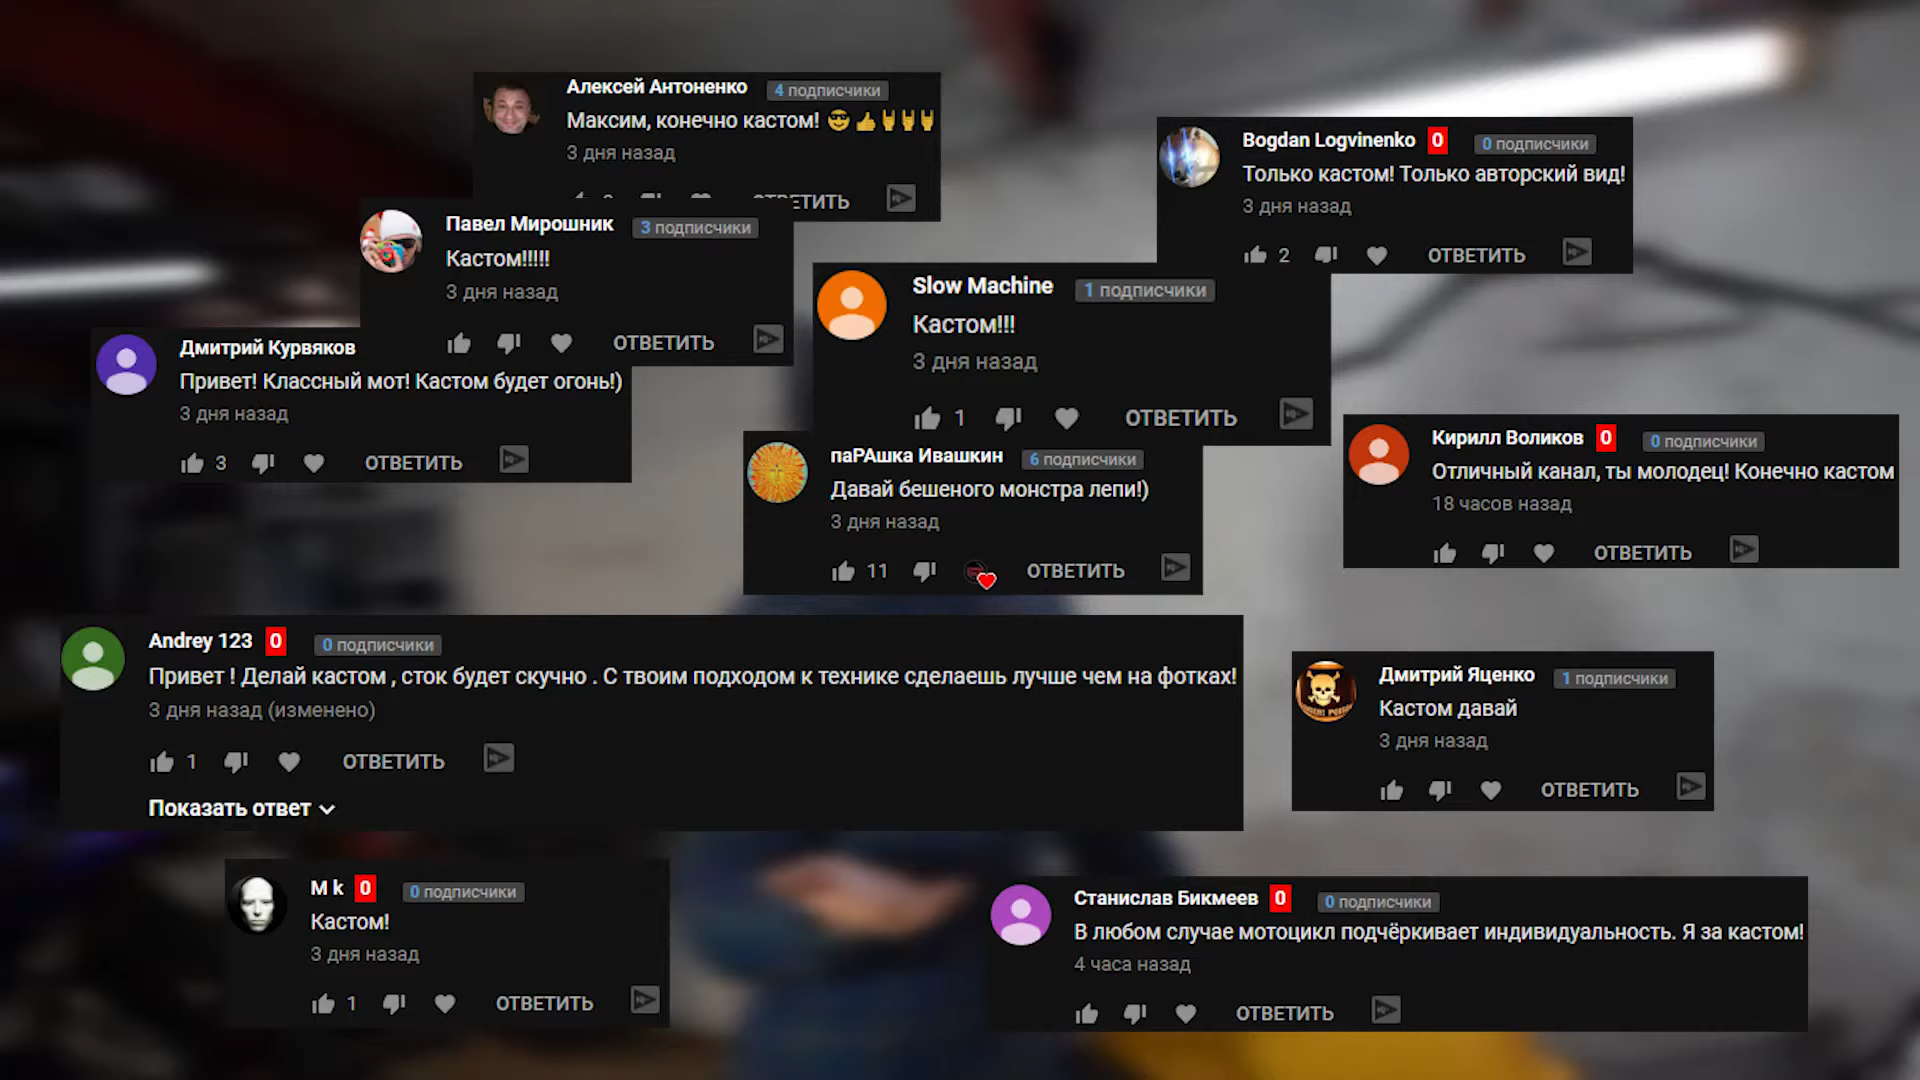 Алексей Антоненко 4 подписчики
Максим, конечно кастом! 😎👍🤘🤘🤘
3 дня назад
ОТВЕТИТЬ
Bogdan Logvinenko 0 0 подписчики
Только кастом! Только авторский вид!
3 дня назад
2 ОТВЕТИТЬ
Павел Мирошник 3 подписчики
Кастом!!!!!
3 дня назад
ОТВЕТИТЬ
Slow Machine 1 подписчики
Кастом!!!
3 дня назад
1 ОТВЕТИТЬ
Дмитрий Курвяков
Привет! Классный мот! Кастом будет огонь!)
3 дня назад
3 ОТВЕТИТЬ
паРАшка Ивашкин 6 подписчики
Давай бешеного монстра лепи!)
3 дня назад
11 ОТВЕТИТЬ
Кирилл Воликов 0 0 подписчики
Отличный канал, ты молодец! Конечно кастом
18 часов назад
ОТВЕТИТЬ
Andrey 123 0 0 подписчики
Привет ! Делай кастом , сток будет скучно . С твоим подходом к технике сделаешь лучше чем на фотках!
3 дня назад (изменено)
1 ОТВЕТИТЬ
Показать ответ
Дмитрий Яценко 1 подписчики
Кастом давай
3 дня назад
ОТВЕТИТЬ
M k 0 0 подписчики
Кастом!
3 дня назад
1 ОТВЕТИТЬ
Станислав Бикмеев 0 0 подписчики
В любом случае мотоцикл подчёркивает индивидуальность. Я за кастом!
4 часа назад
ОТВЕТИТЬ